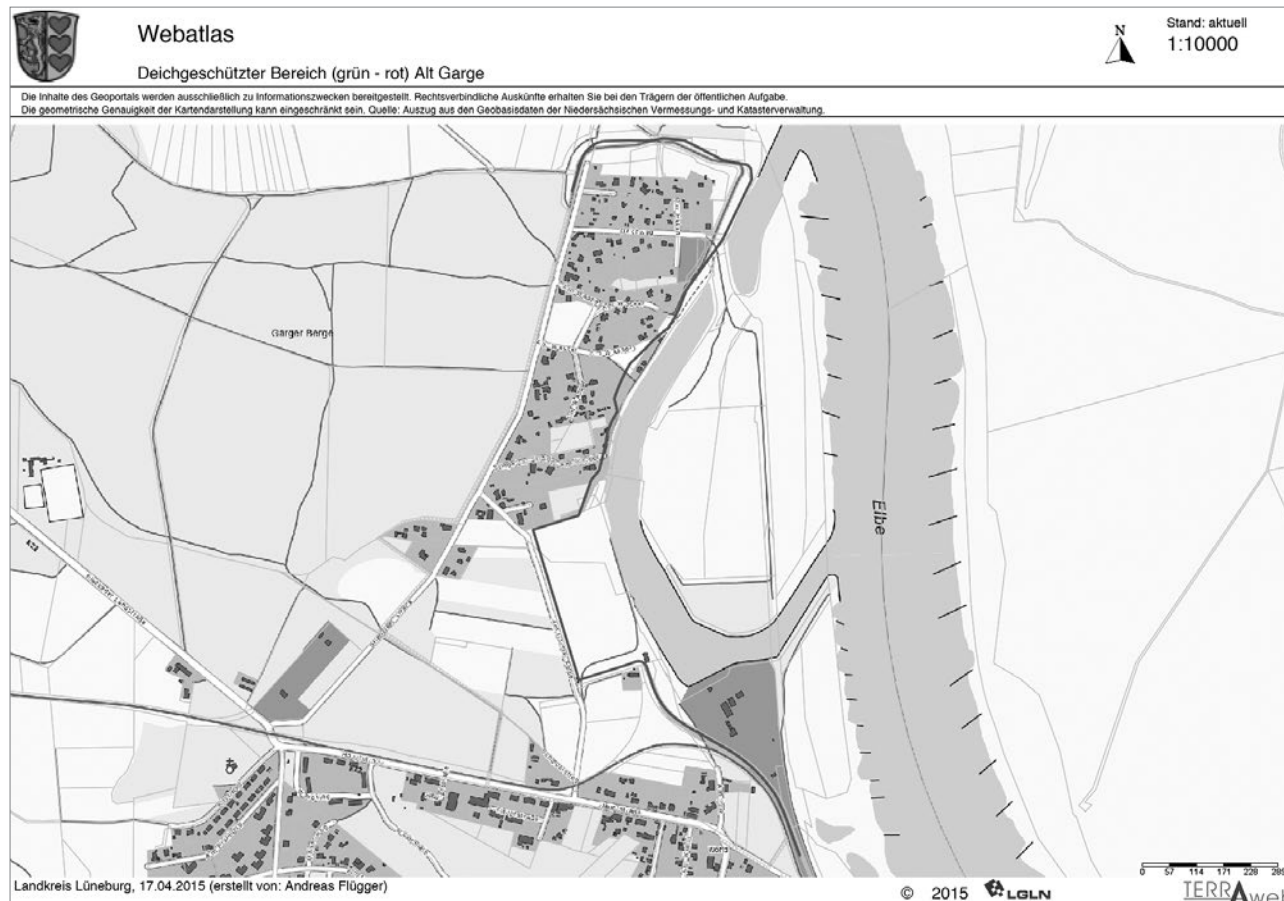 Webatlas
Deichgeschützter Bereich (grün - rot) Alt Garge
N
Stand: aktuell
1:10000
Die Inhalte des Geoportals werden ausschließlich zu Informationszwecken bereitgestellt. Rechtsverbindliche Auskünfte erhalten Sie bei den Trägern der öffentlichen Aufgabe.
Die geometrische Genauigkeit der Kartendarstellung kann eingeschränkt sein. Quelle: Auszug aus den Geobasisdaten der Niedersächsischen Vermessungs- und Katasterverwaltung.
Garger Berge
Elbe
Landkreis Lüneburg, 17.04.2015 (erstellt von: Andreas Flügger)
© 2015 LGLN
0 57 114 171 228 285
TERRAweb